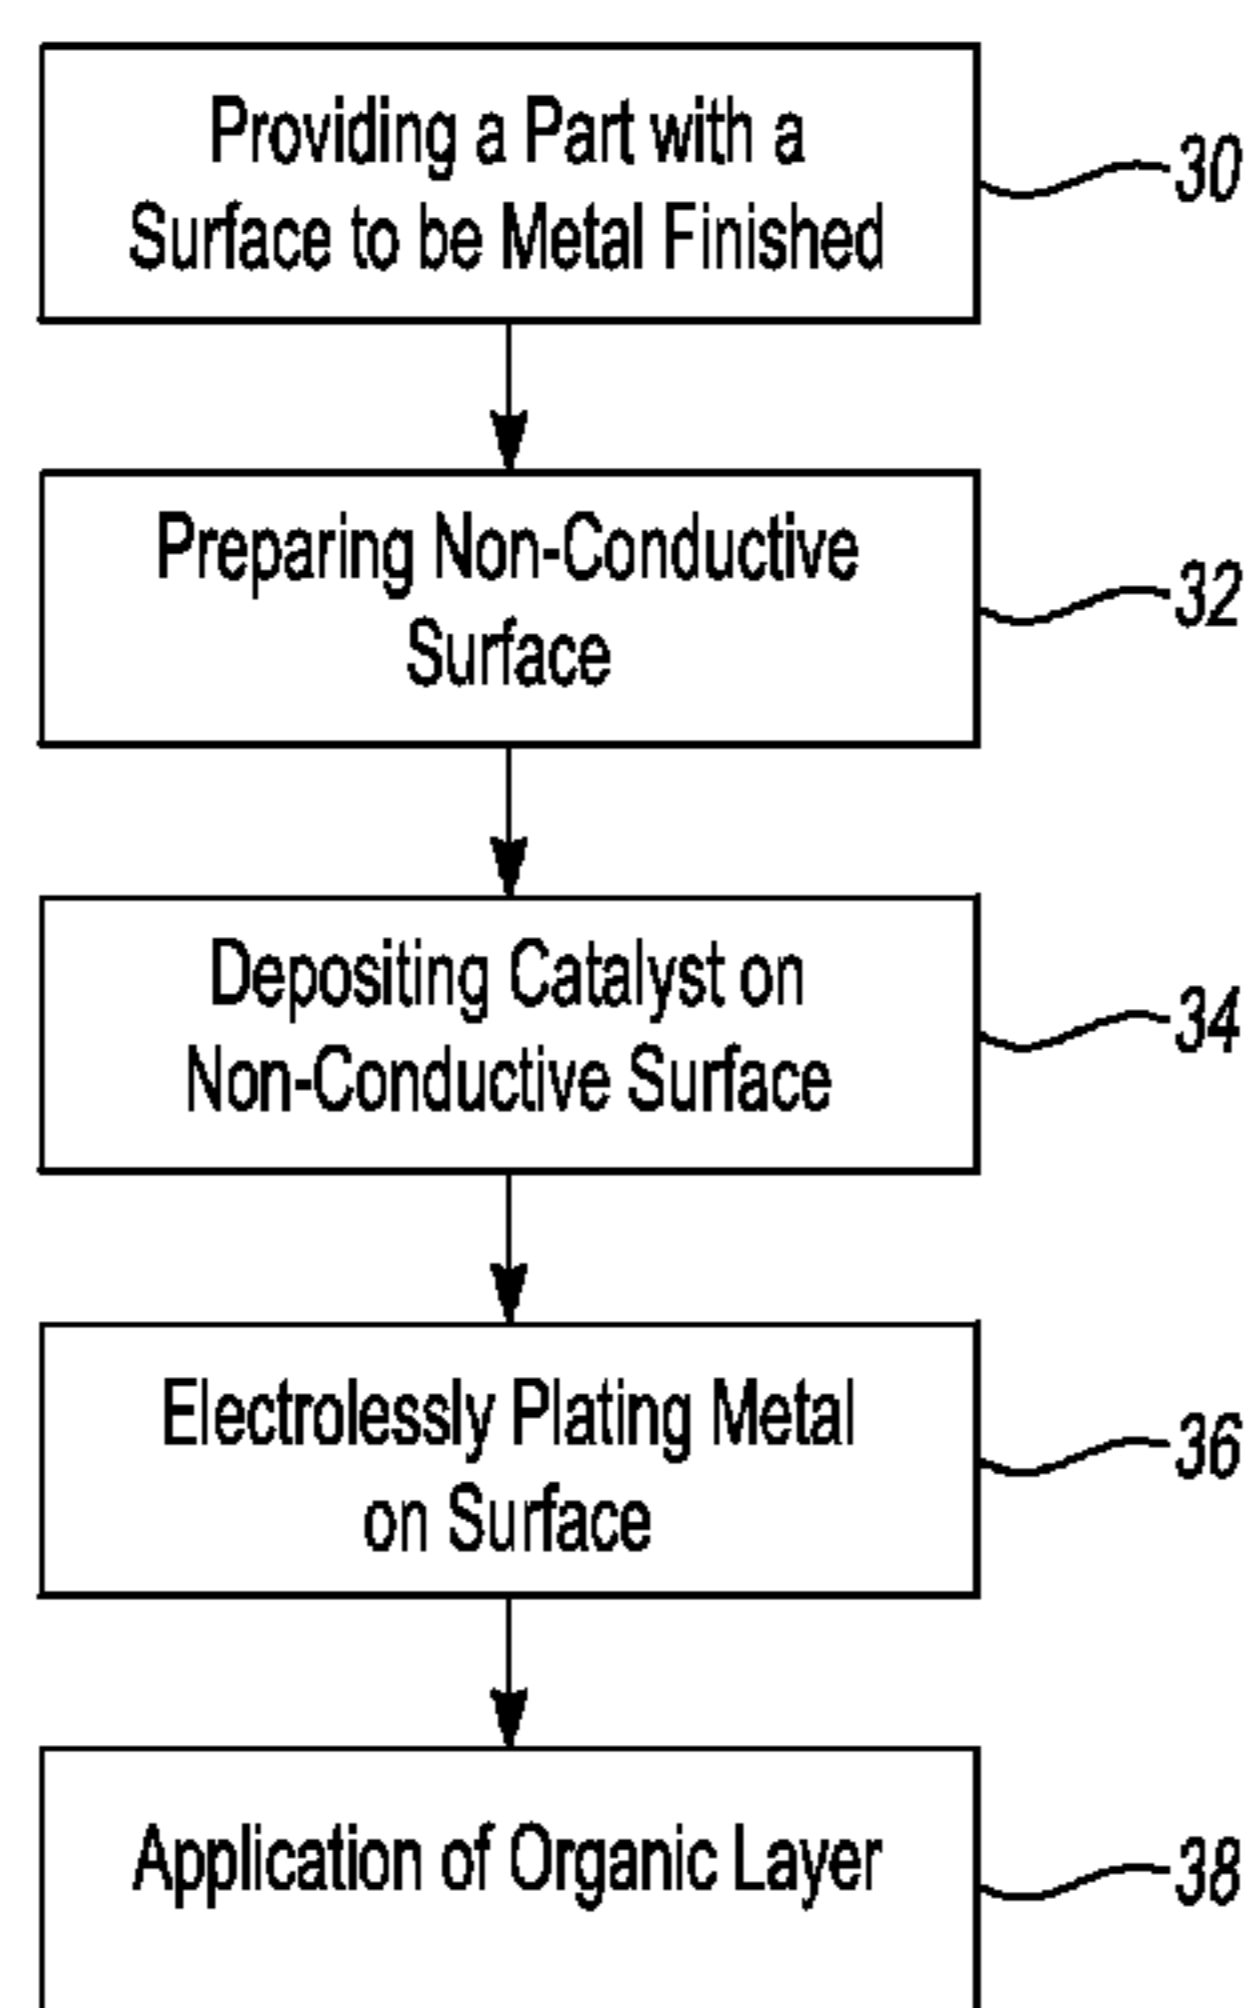 Providing a Part with a
Surface to be Metal Finished
30
Preparing Non-Conductive
Surface
32
Depositing Catalyst on
Non-Conductive Surface
34
Electrolessly Plating Metal
on Surface
36
Application of Organic Layer
38